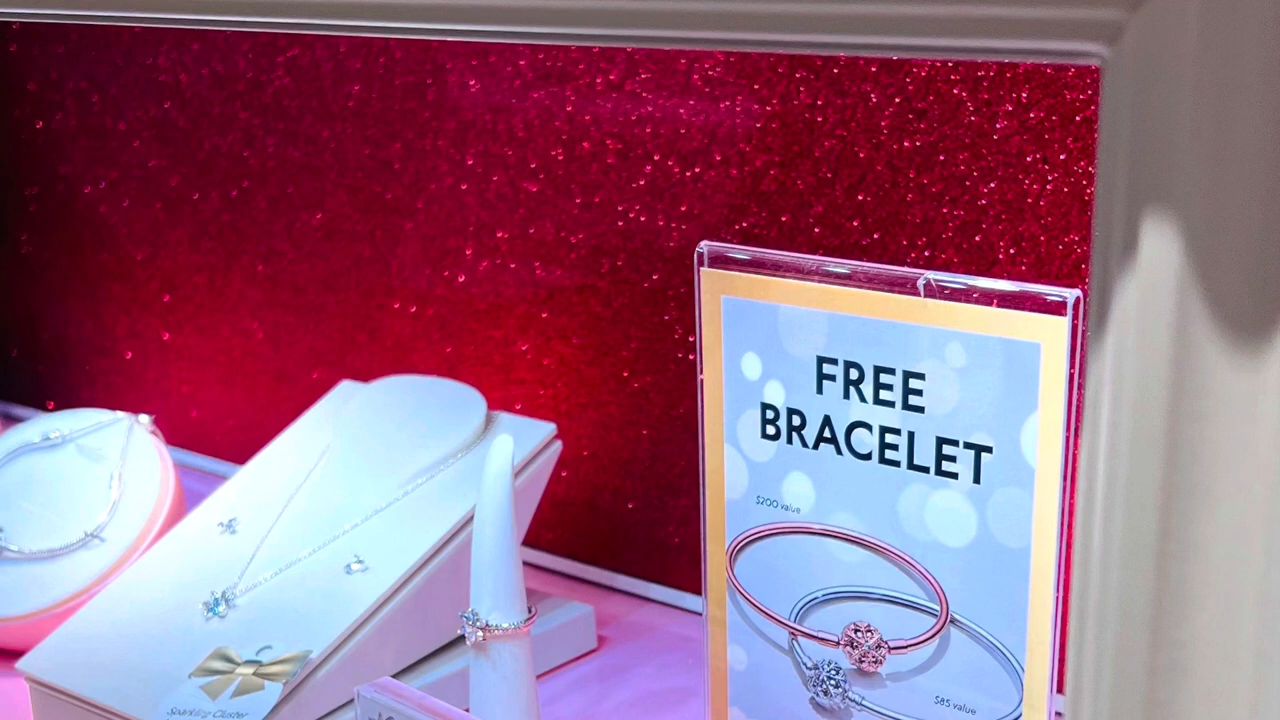 FREE
BRACELET
$200 value
$85 value
Sparkling Cluster